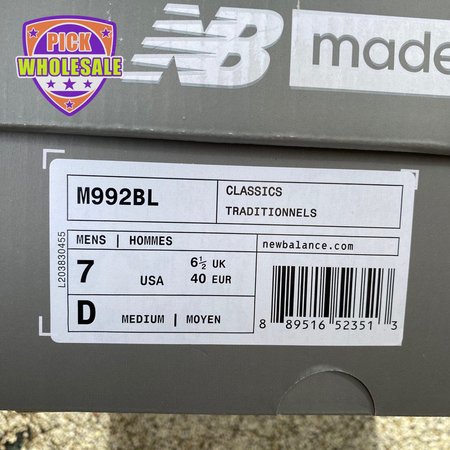 PICK
WHOLESALE
NB
made
M992BL
CLASSICS
TRADITIONNELS
MENS | HOMMES
newbalance.com
7 USA
6½ UK
40 EUR
D MEDIUM | MOYEN
8 89516 52351 3
L203830455